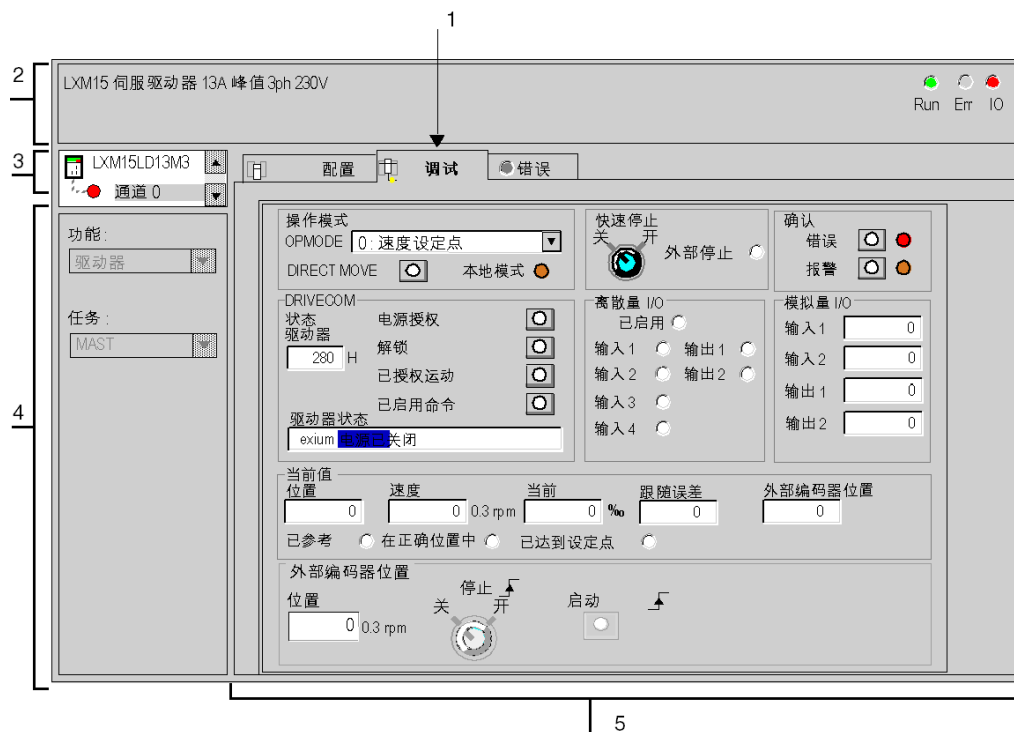 1
2
LXM15 伺服驱动器 13A 峰值 3ph 230V
Run Err IO
3
LXM15LD13M3
通道 0
配置 调试 错误
4
功能:
驱动器
任务:
MAST
操作模式
OPMODE 0: 速度设定点
DIRECT MOVE 本地模式
快速停止
关 开
外部停止
确认
错误
报警
DRIVECOM
状态
驱动器
280 H
电源授权
解锁
已授权运动
已启用命令
驱动器状态
exium 电源已关闭
离散量 I/O
已启用
输入1 输出1
输入2 输出2
输入3
输入4
模拟量 I/O
输入1 0
输入2 0
输出1 0
输出2 0
当前值
位置 速度 当前 跟随误差 外部编码器位置
0 0 0.3 rpm 0 ‰ 0 0
已参考 在正确位置中 已达到设定点
外部编码器位置
位置
0 0.3 rpm
停止
关 开
启动
5